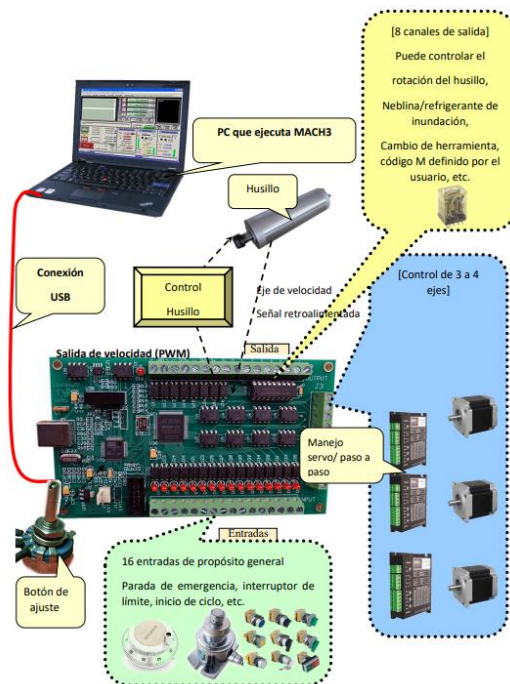 [8 canales de salida]
Puede controlar el
rotación del husillo,
Neblina/refrigerante de
inundación,
Cambio de herramienta,
código M definido por el
usuario, etc.
PC que ejecuta MACH3
Husillo
[Control de 3 a 4
ejes]
Conexión
USB
Control
Husillo
Eje de velocidad
Señal retroalimentada
Salida de velocidad (PWM)
Salida
OUTPUT
Manejo
servo/ paso a
paso
INPUT
Entradas
Botón de
ajuste
16 entradas de propósito general
Parada de emergencia, interruptor de
límite, inicio de ciclo, etc.